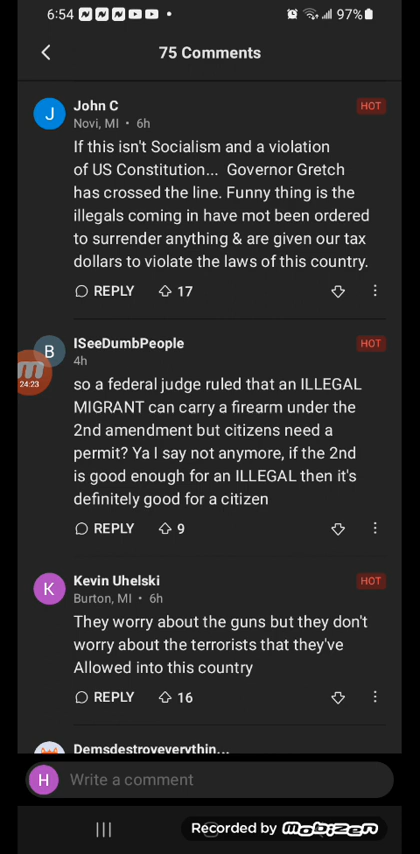 6:54 97%
75 Comments
J John C HOT
Novi, MI • 6h
If this isn't Socialism and a violation
of US Constitution... Governor Gretch
has crossed the line. Funny thing is the
illegals coming in have mot been ordered
to surrender anything & are given our tax
dollars to violate the laws of this country.
REPLY 17
B ISeeDumbPeople HOT
4h
24:23
so a federal judge ruled that an ILLEGAL
MIGRANT can carry a firearm under the
2nd amendment but citizens need a
permit? Ya I say not anymore, if the 2nd
is good enough for an ILLEGAL then it's
definitely good for a citizen
REPLY 9
K Kevin Uhelski HOT
Burton, MI • 6h
They worry about the guns but they don't
worry about the terrorists that they've
Allowed into this country
REPLY 16
Demsdestroyeverythin...
H Write a comment
Recorded by mobizen